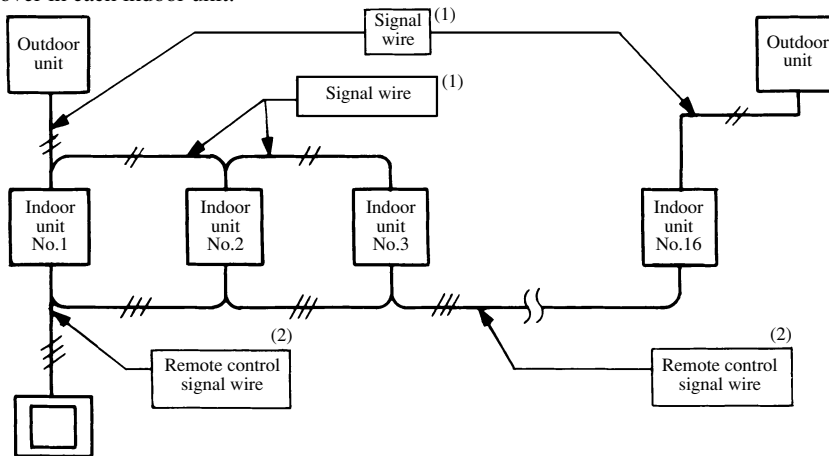 over in each indoor unit.
Signal
wire
(1)
Outdoor
unit
Outdoor
unit
Signal wire
(1)
Indoor
unit
No.1
Indoor
unit
No.2
Indoor
unit
No.3
Indoor
unit
No.16
(2)
Remote control
signal wire
(2)
Remote control
signal wire